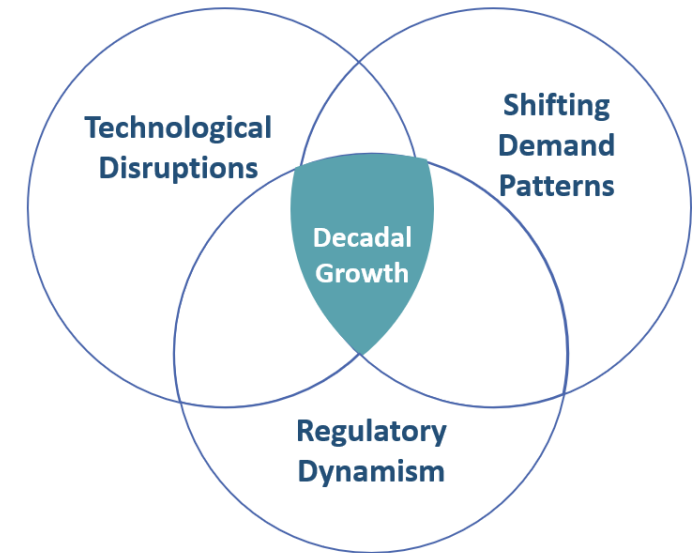 Technological
Disruptions
Shifting
Demand
Patterns
Decadal
Growth
Regulatory
Dynamism